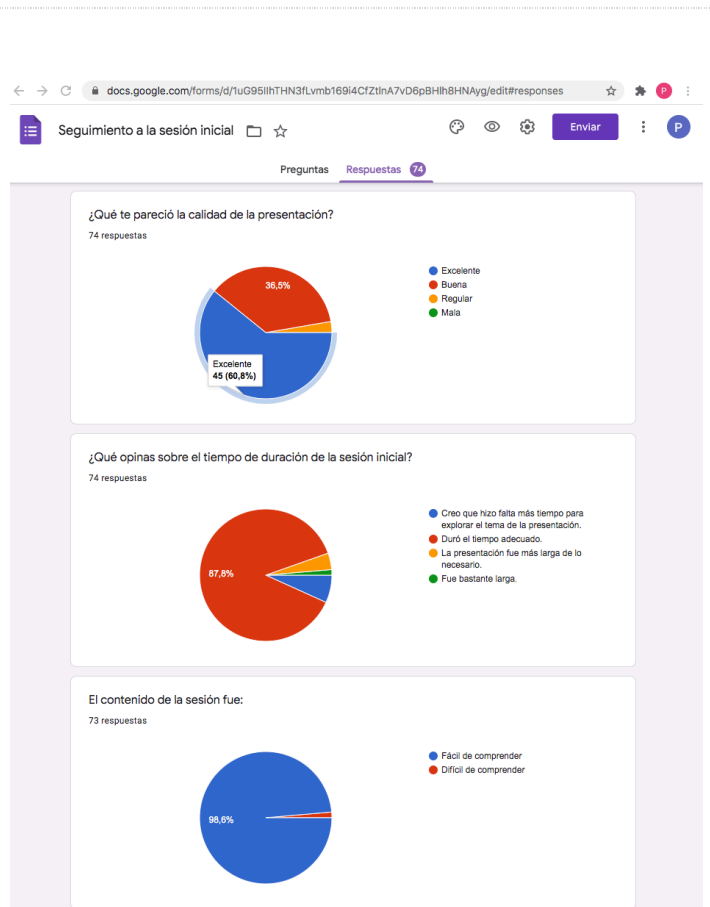 docs.google.com/forms/d/1uG95IIhTHN3fLvmb169i4CfZtInA7vD6pBHIh8HNAyg/edit#responses
P
Seguimiento a la sesión inicial
Enviar
P
Preguntas
Respuestas 74
¿Qué te pareció la calidad de la presentación?
74 respuestas
36,5%
Excelente
45 (60,8%)
Excelente
Buena
Regular
Mala
¿Qué opinas sobre el tiempo de duración de la sesión inicial?
74 respuestas
87,8%
Creo que hizo falta más tiempo para
explorar el tema de la presentación.
Duró el tiempo adecuado.
La presentación fue más larga de lo
necesario.
Fue bastante larga.
El contenido de la sesión fue:
73 respuestas
98,6%
Fácil de comprender
Difícil de comprender